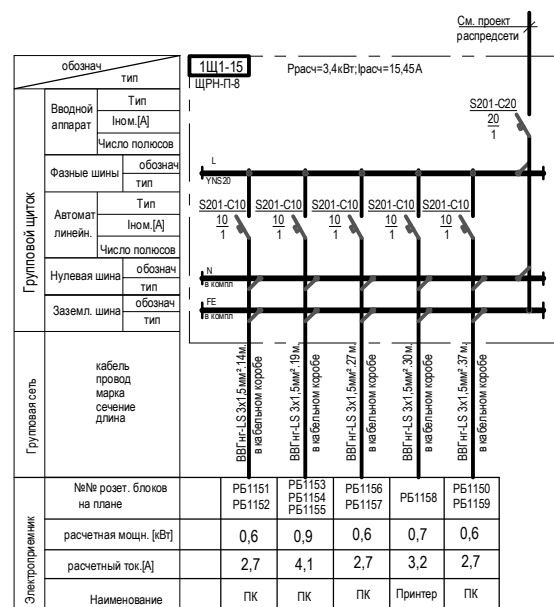 См. проект
распредсети
обознач
тип
1Щ1-15
ЩРН-П-8
Pрасч=3,4кВт;Iрасч=15,45А
Групповой щиток
Вводной
аппарат
Тип
Iном.[А]
Число полюсов
S201-C20
20
1
Фазные шины
обознач
тип
L
YNS20
Автомат
линейн.
Тип
Iном.[А]
Число полюсов
S201-C10 S201-C10 S201-C10 S201-C10 S201-C10
10 10 10 10 10
1 1 1 1 1
Нулевая шина
обознач
тип
N
в компл
Заземл. шина
обознач
тип
FE
в компл
Групповая сеть
кабель
провод
марка
сечение
длина
ВВГнг-LS 3x1,5мм².14м.
в кабельном коробе
ВВГнг-LS 3x1,5мм².19м.
в кабельном коробе
ВВГнг-LS 3x1,5мм².27м.
в кабельном коробе
ВВГнг-LS 3x1,5мм².30м.
в кабельном коробе
ВВГнг-LS 3x1,5мм².37м.
в кабельном коробе
Электроприемник
№№ розет. блоков
на плане
РБ1151
РБ1152
РБ1153
РБ1154
РБ1155
РБ1156
РБ1157
РБ1158
РБ1150
РБ1159
расчетная мощн. [кВт] 0,6 0,9 0,6 0,7 0,6
расчетный ток.[А] 2,7 4,1 2,7 3,2 2,7
Наименование ПК ПК ПК Принтер ПК